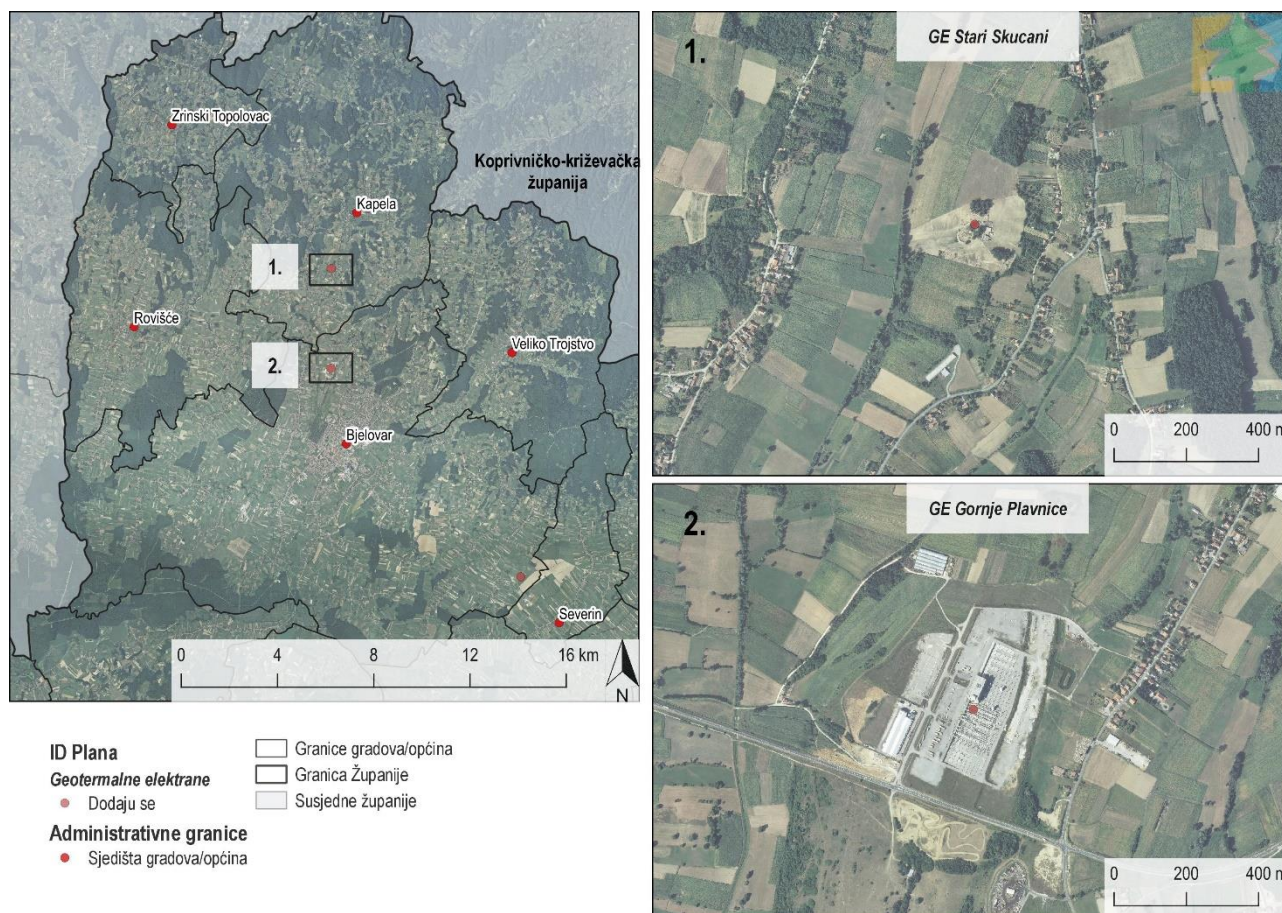 Zrinski Topolovac
Koprivničko-križevačka
županija
Kapela
1.
Rovišće
2.
Veliko Trojstvo
Bjelovar
Severin
0 4 8 12 16 km
N
ID Plana
Geotermalne elektrane
Dodaju se
Administrativne granice
Sjedišta gradova/općina
Granice gradova/općina
Granica Županije
Susjedne županije
1.
GE Stari Skucani
0 200 400 m
2.
GE Gornje Plavnice
0 200 400 m